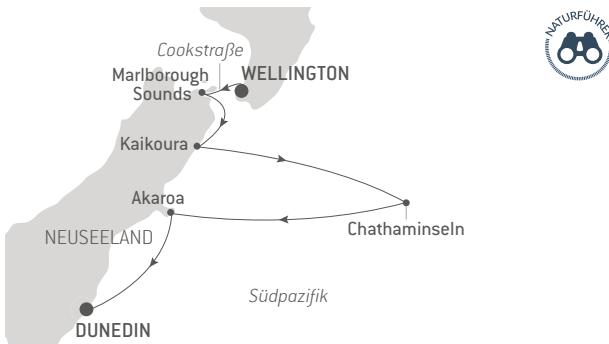 NATURFÜHRER
Cookstraße
Marlborough
Sounds
WELLINGTON
Kaikoura
Akaroa
Chathaminseln
NEUSEELAND
Südpazifik
DUNEDIN